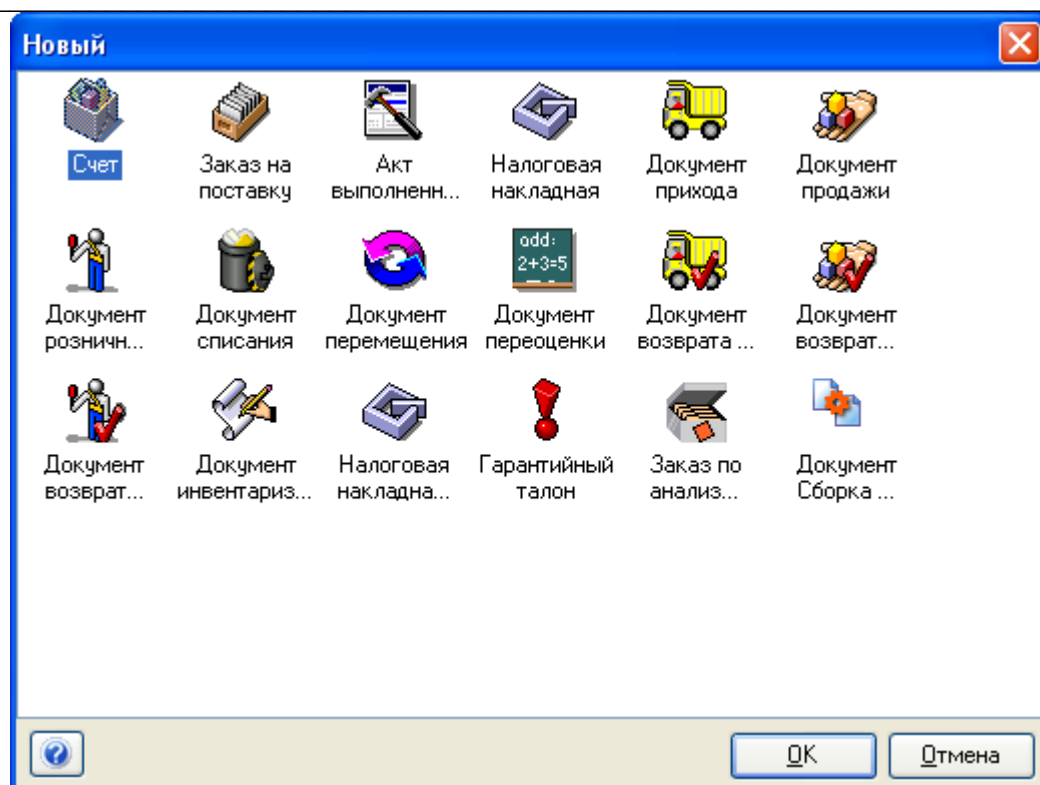 Новый
Счет
Заказ на
поставку
Акт
выполненн...
Налоговая
накладная
Документ
прихода
Документ
продажи
Документ
розничн...
Документ
списания
Документ
перемещения
add:
2+3=5
Документ
переоценки
Документ
возврата ...
Документ
возврат...
Документ
возврат...
Документ
инвентариз...
Налоговая
накладна...
Гарантийный
талон
Заказ по
анализ...
Документ
Сборка ...
OK
Отмена